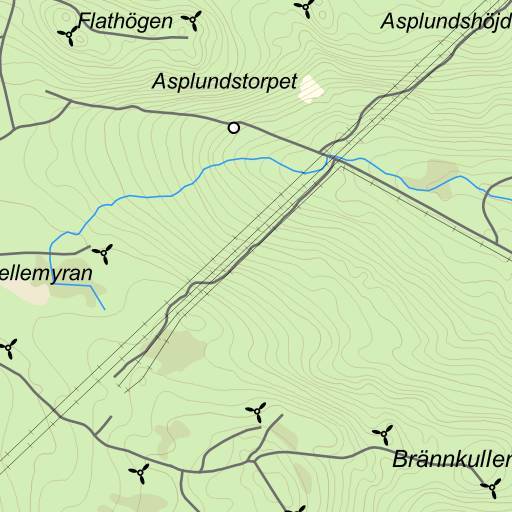 Flathögen
Asplundshöjd
Asplundstorpet
ellemyran
Brännkullen